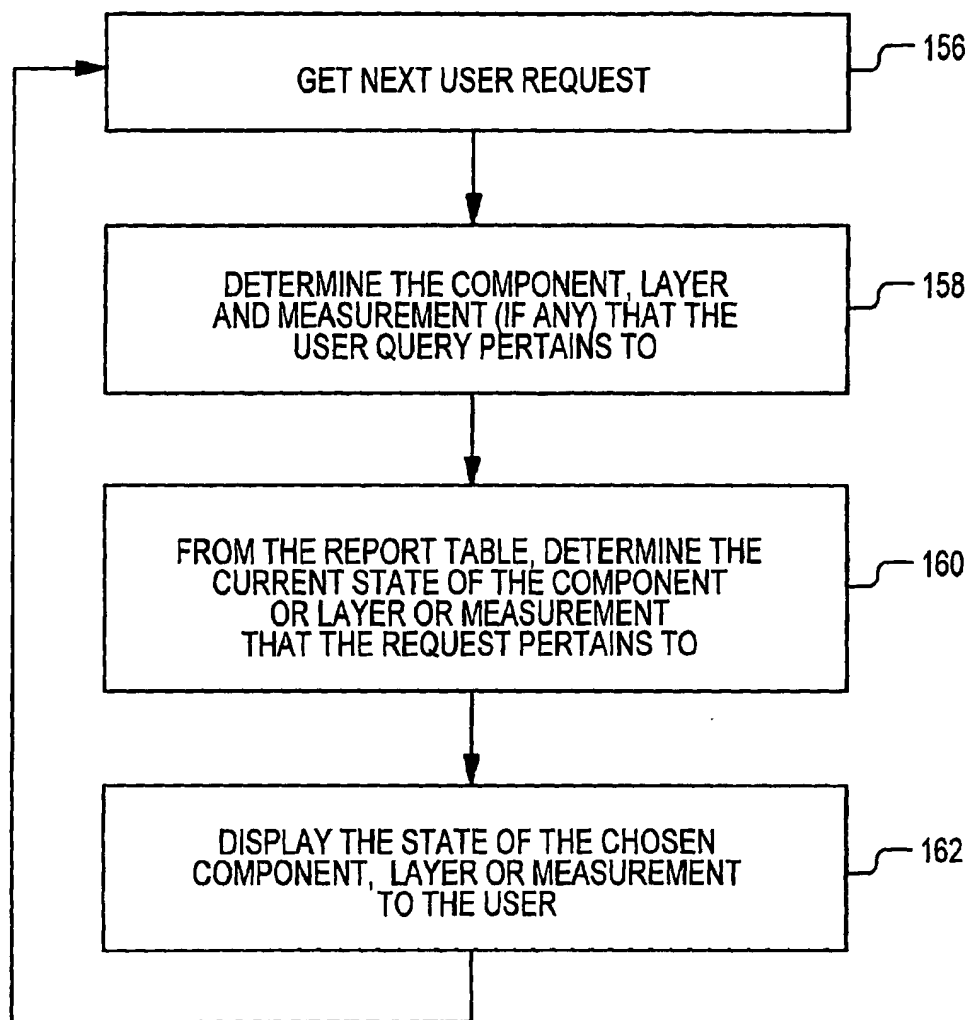 GET NEXT USER REQUEST
156
DETERMINE THE COMPONENT, LAYER
AND MEASUREMENT (IF ANY) THAT THE
USER QUERY PERTAINS TO
158
FROM THE REPORT TABLE, DETERMINE THE
CURRENT STATE OF THE COMPONENT
OR LAYER OR MEASUREMENT
THAT THE REQUEST PERTAINS TO
160
DISPLAY THE STATE OF THE CHOSEN
COMPONENT, LAYER OR MEASUREMENT
TO THE USER
162